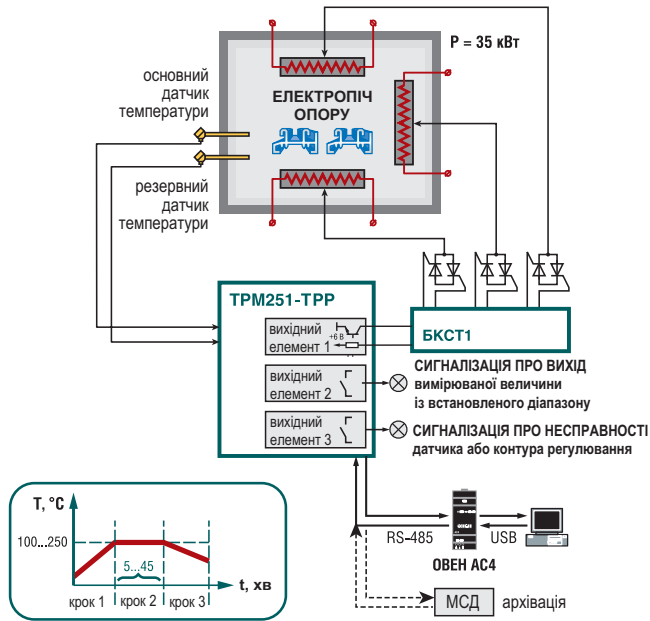 P = 35 кВт
основний
датчик
температури
ЕЛЕКТРОПІЧ
ОПОРУ
резервний
датчик
температури
ТРМ251-ТРР
вихідний
елемент 1
+6 В
БКСТ1
вихідний
елемент 2
СИГНАЛІЗАЦІЯ ПРО ВИХІД
вимірюваної величини
із встановленого діапазону
вихідний
елемент 3
СИГНАЛІЗАЦІЯ ПРО НЕСПРАВНОСТІ
датчика або контура регулювання
T, °C
100...250
5...45
t, хв
крок 1
крок 2
крок 3
RS-485
USB
ОВЕН АС4
МСД
архівація